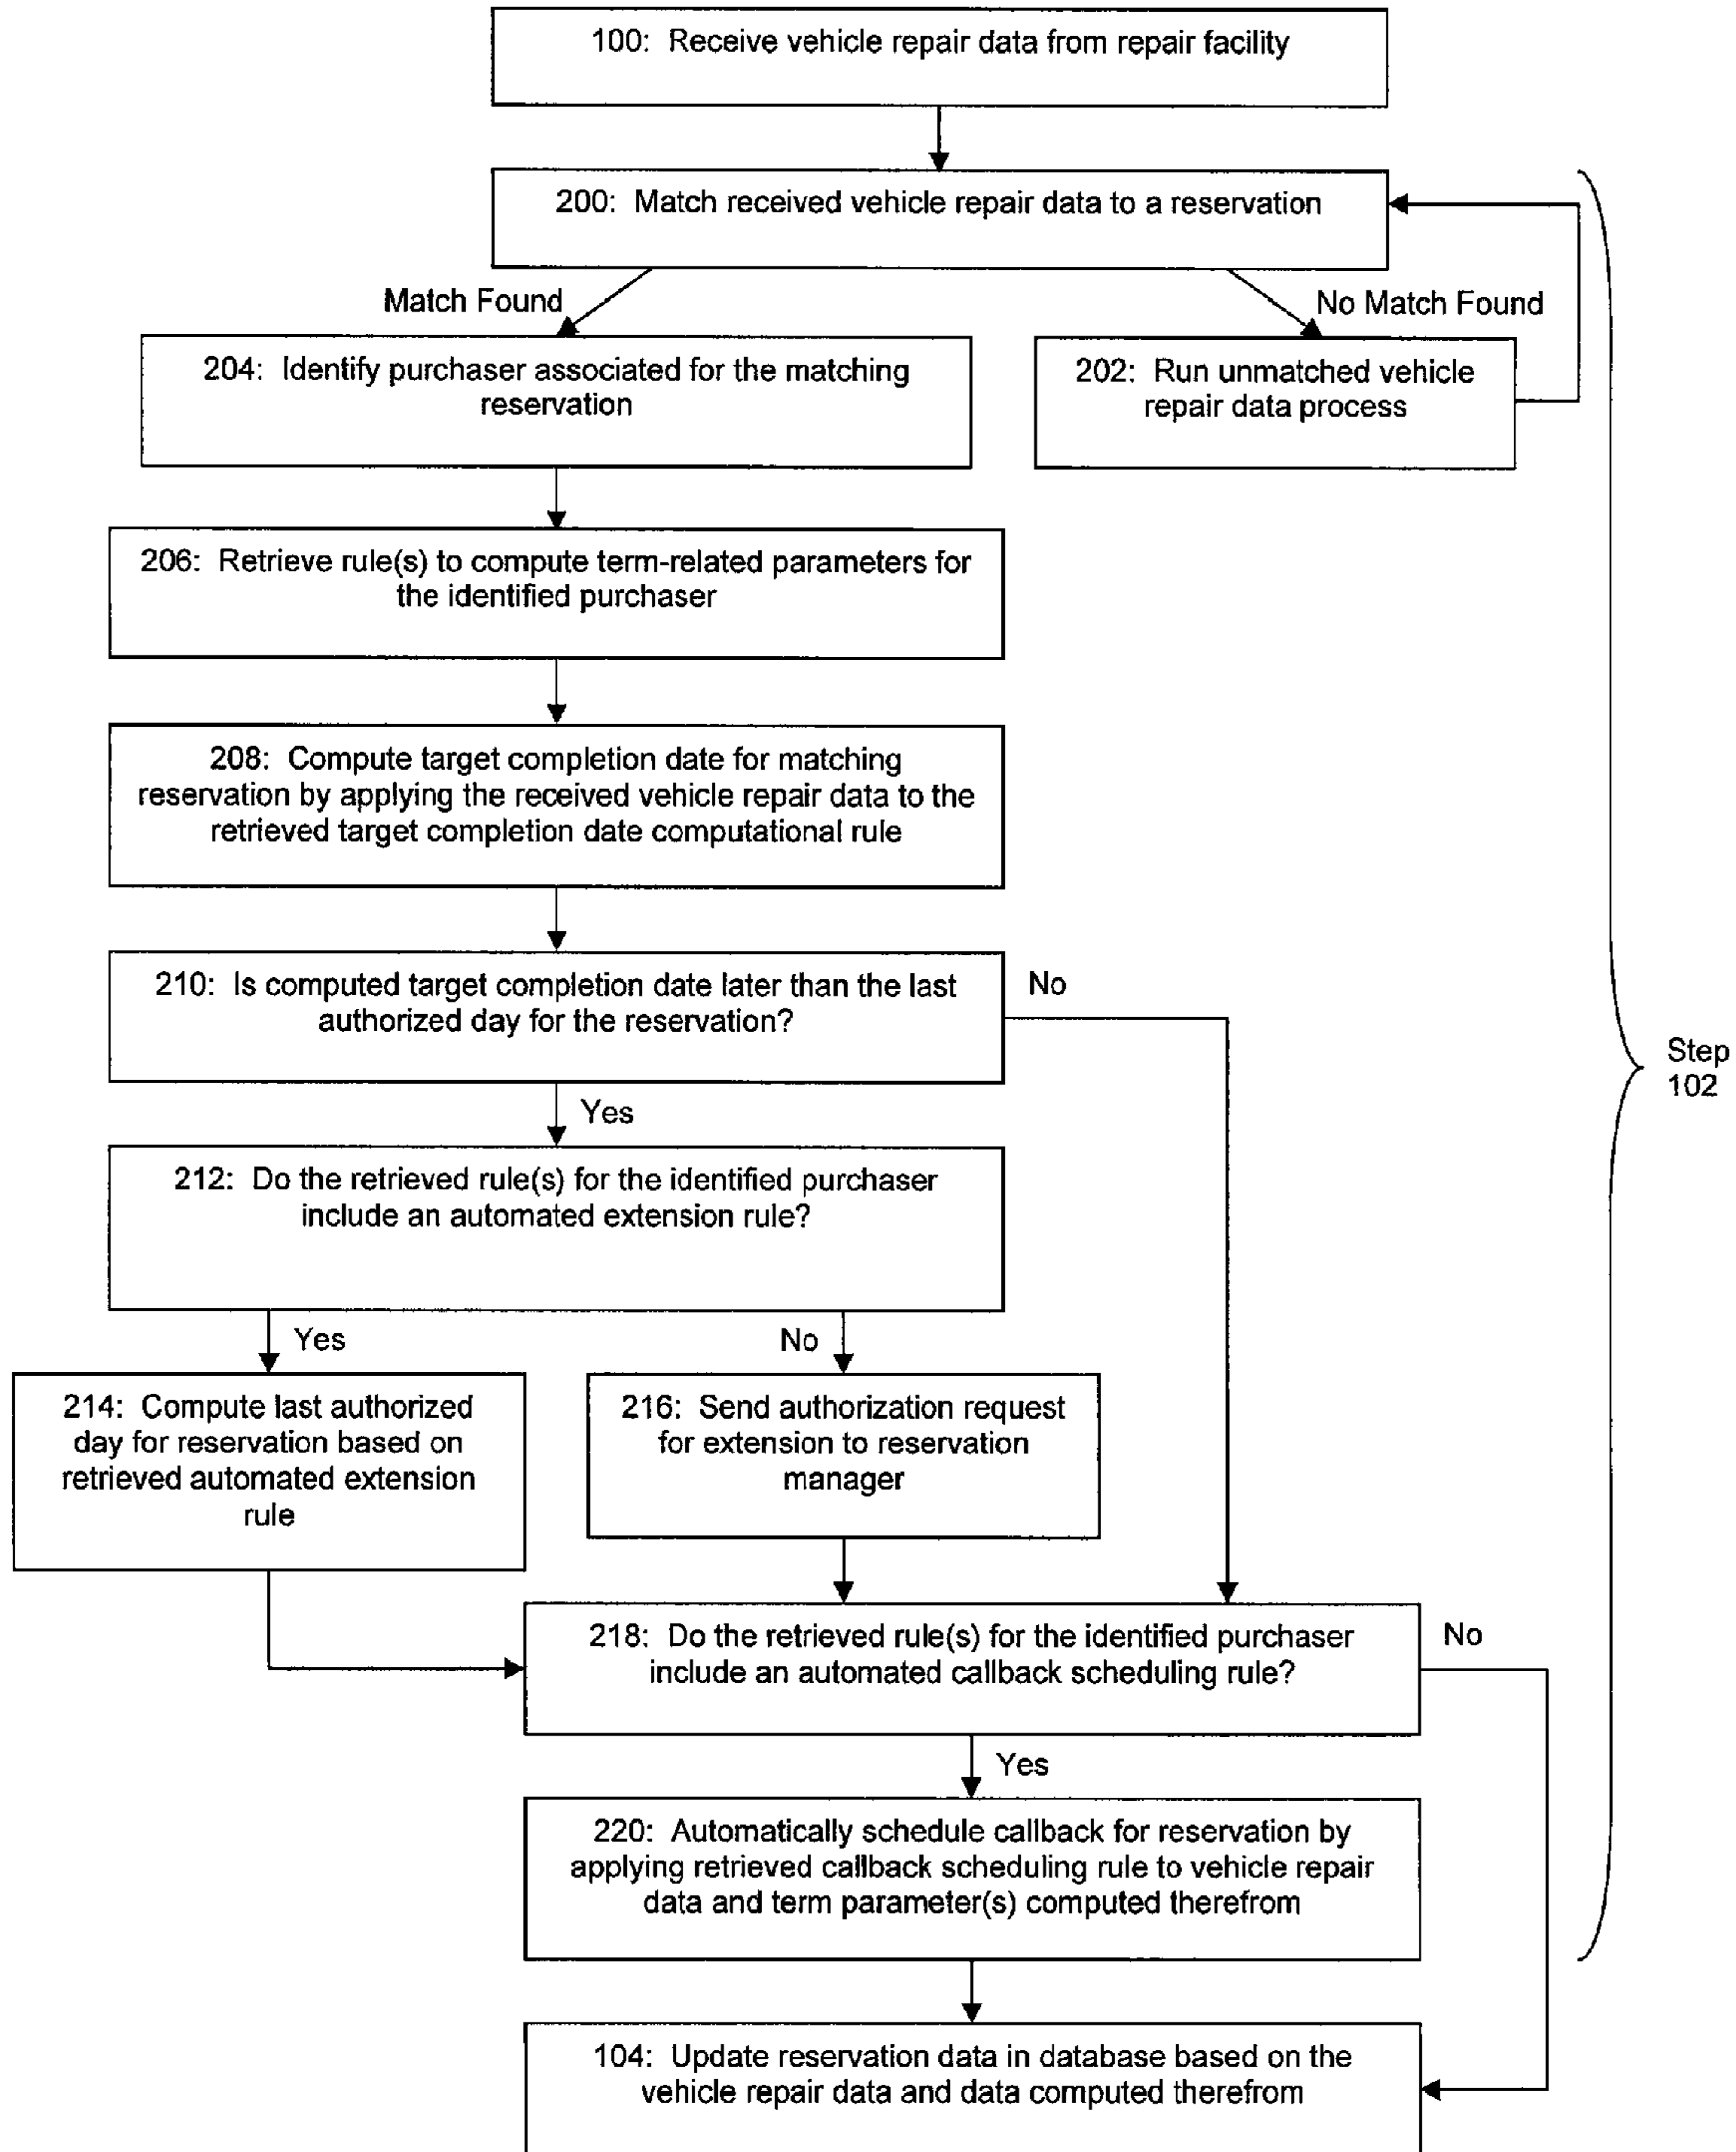 100: Receive vehicle repair data from repair facility
200: Match received vehicle repair data to a reservation
Match Found
No Match Found
204: Identify purchaser associated for the matching
reservation
202: Run unmatched vehicle
repair data process
206: Retrieve rule(s) to compute term-related parameters for
the identified purchaser
208: Compute target completion date for matching
reservation by applying the received vehicle repair data to the
retrieved target completion date computational rule
210: Is computed target completion date later than the last
authorized day for the reservation?
No
Step
102
Yes
212: Do the retrieved rule(s) for the identified purchaser
include an automated extension rule?
Yes
No
214: Compute last authorized
day for reservation based on
retrieved automated extension
rule
216: Send authorization request
for extension to reservation
manager
218: Do the retrieved rule(s) for the identified purchaser
include an automated callback scheduling rule?
No
Yes
220: Automatically schedule callback for reservation by
applying retrieved callback scheduling rule to vehicle repair
data and term parameter(s) computed therefrom
104: Update reservation data in database based on the
vehicle repair data and data computed therefrom